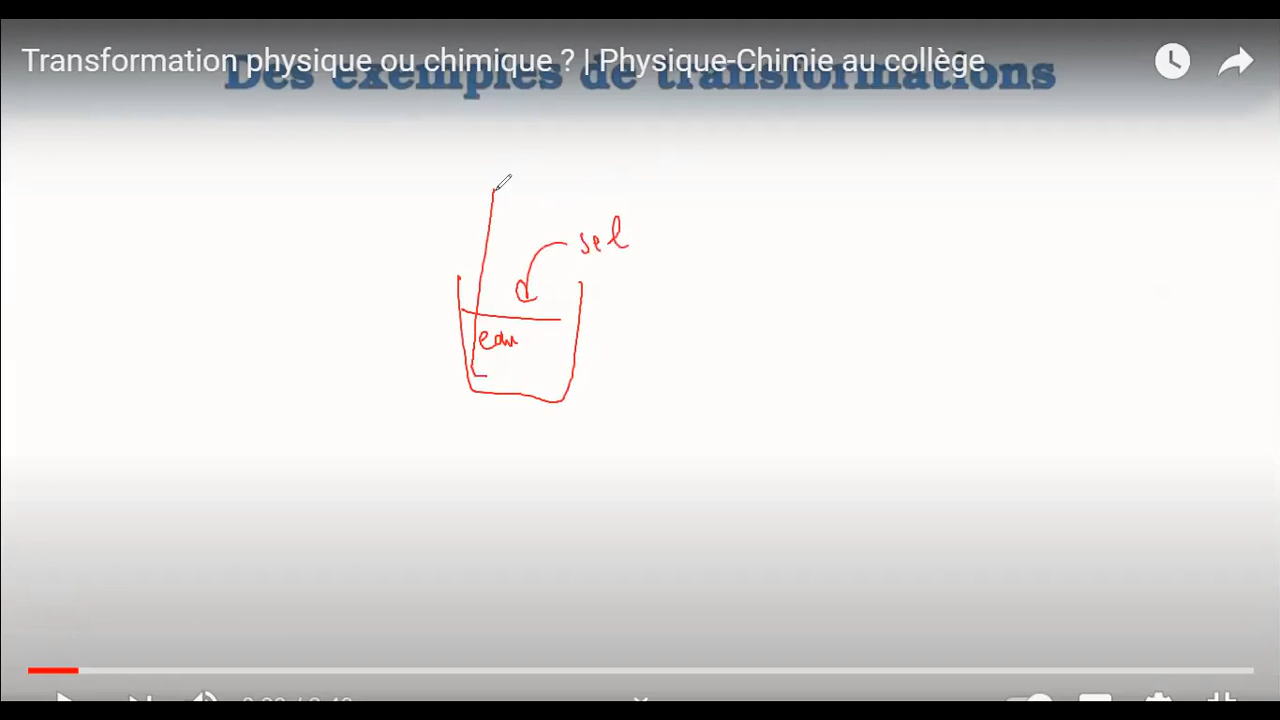 Transformation physique ou chimique ? | Physique-Chimie au collège
Des exemples de transformations
sel
eau